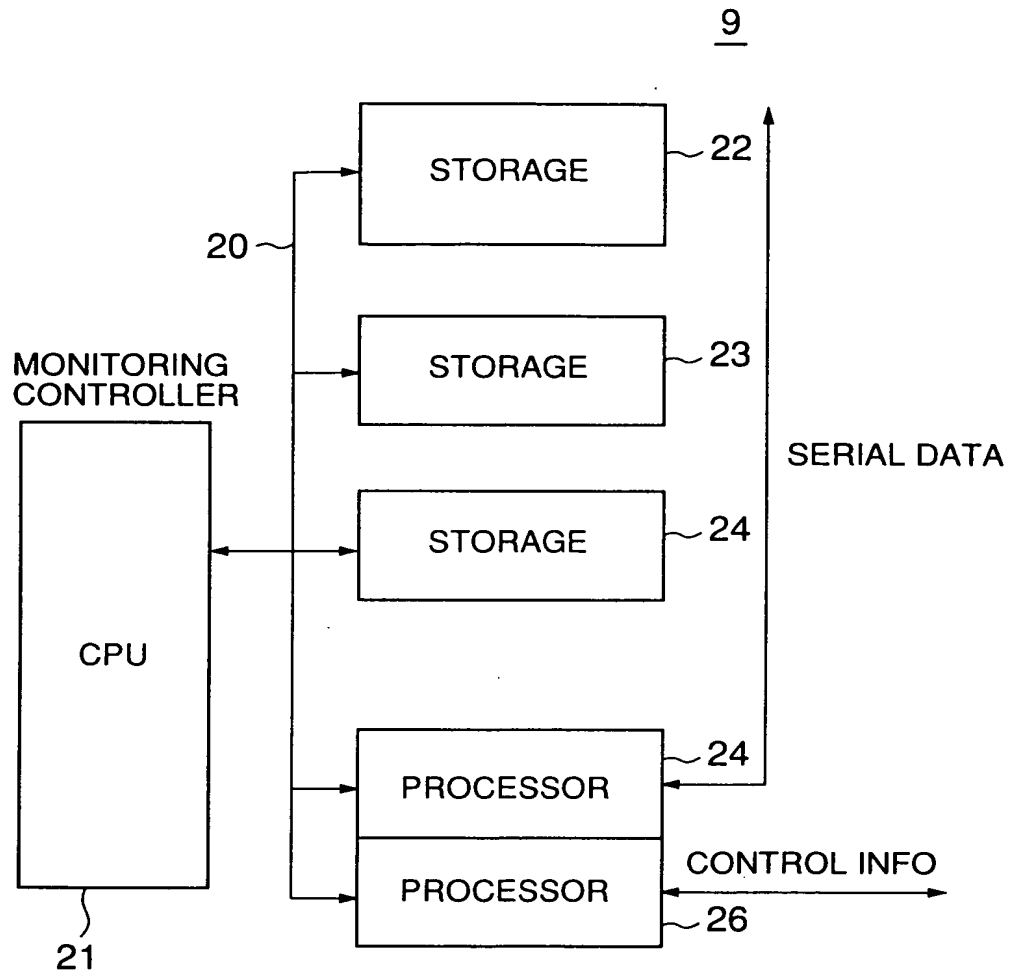 9
STORAGE
22
20
STORAGE
23
MONITORING
CONTROLLER
SERIAL DATA
STORAGE
24
CPU
PROCESSOR
24
PROCESSOR
CONTROL INFO
26
21